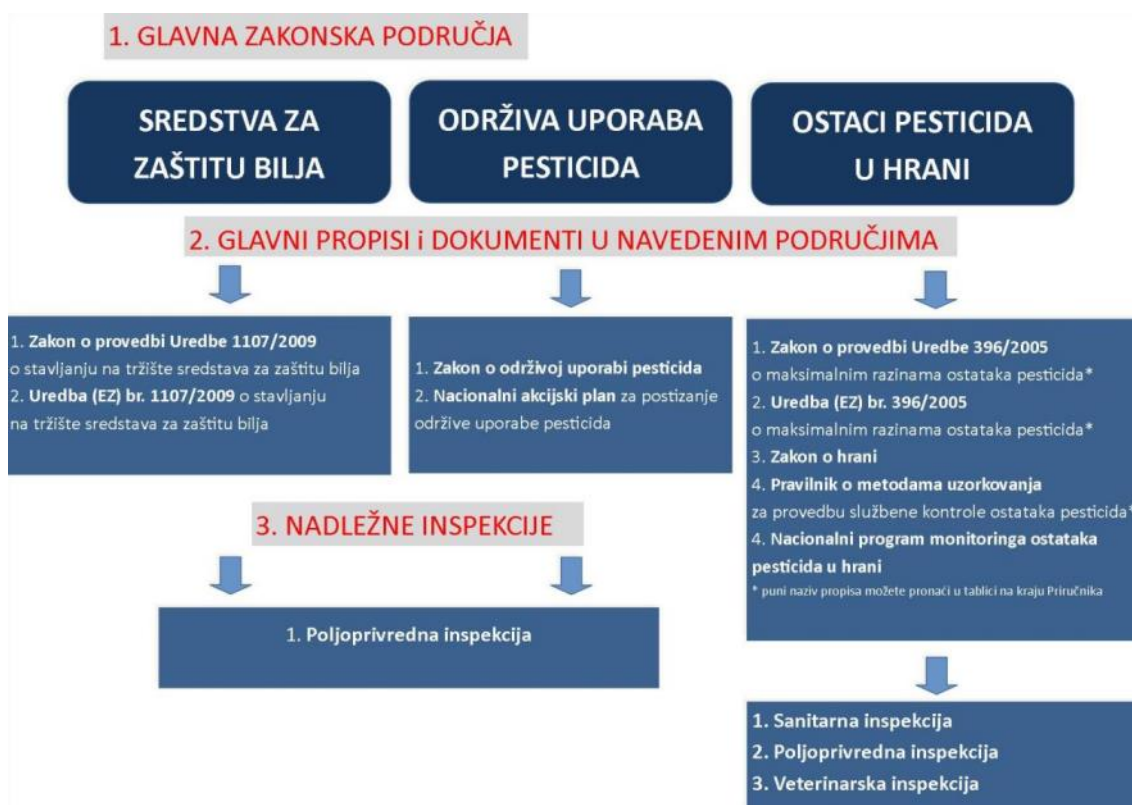 1. GLAVNA ZAKONSKA PODRUČJA
SREDSTVA ZA
ZAŠTITU BILJA
ODRŽIVA UPORABA
PESTICIDA
OSTACI PESTICIDA
U HRANI
2. GLAVNI PROPISI i DOKUMENTI U NAVEDENIM PODRUČJIMA
1. Zakon o provedbi Uredbe 1107/2009
o stavljanju na tržište sredstava za zaštitu bilja
2. Uredba (EZ) br. 1107/2009 o stavljanju
na tržište sredstava za zaštitu bilja
1. Zakon o održivoj uporabi pesticida
2. Nacionalni akcijski plan za postizanje
održive uporabe pesticida
1. Zakon o provedbi Uredbe 396/2005
o maksimalnim razinama ostataka pesticida*
2. Uredba (EZ) br. 396/2005
o maksimalnim razinama ostataka pesticida*
3. Zakon o hrani
4. Pravilnik o metodama uzorkovanja
za provedbu službene kontrole ostataka pesticida*
4. Nacionalni program monitoringa ostataka
pesticida u hrani
* puni naziv propisa možete pronaći u tablici na kraju Priručnika
3. NADLEŽNE INSPEKCIJE
1. Poljoprivredna inspekcija
1. Sanitarna inspekcija
2. Poljoprivredna inspekcija
3. Veterinarska inspekcija